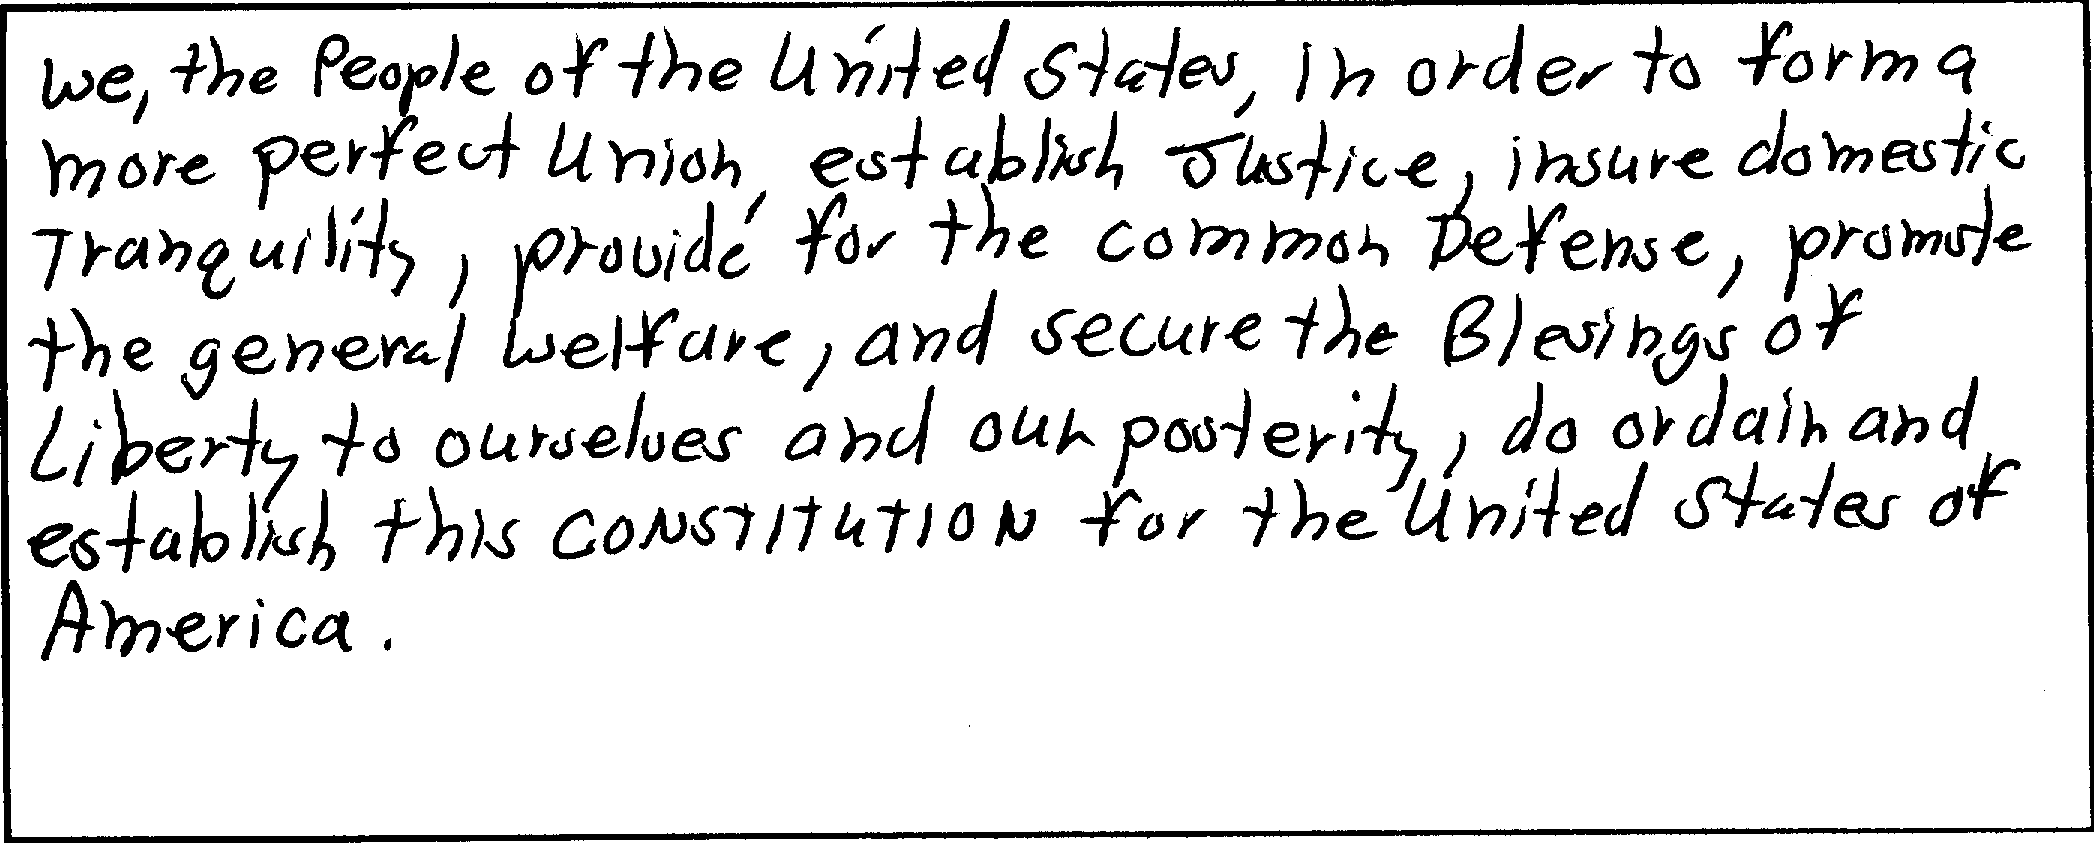 We, the People of the United States, in order to form a
more perfect Union, establish Justice, insure domestic
Tranquility, provide for the common Defense, promote
the general welfare, and secure the Blesings of
Liberty to ourselves and our posterity, do ordain and
establish this CONSTITUTION for the United States of
America.